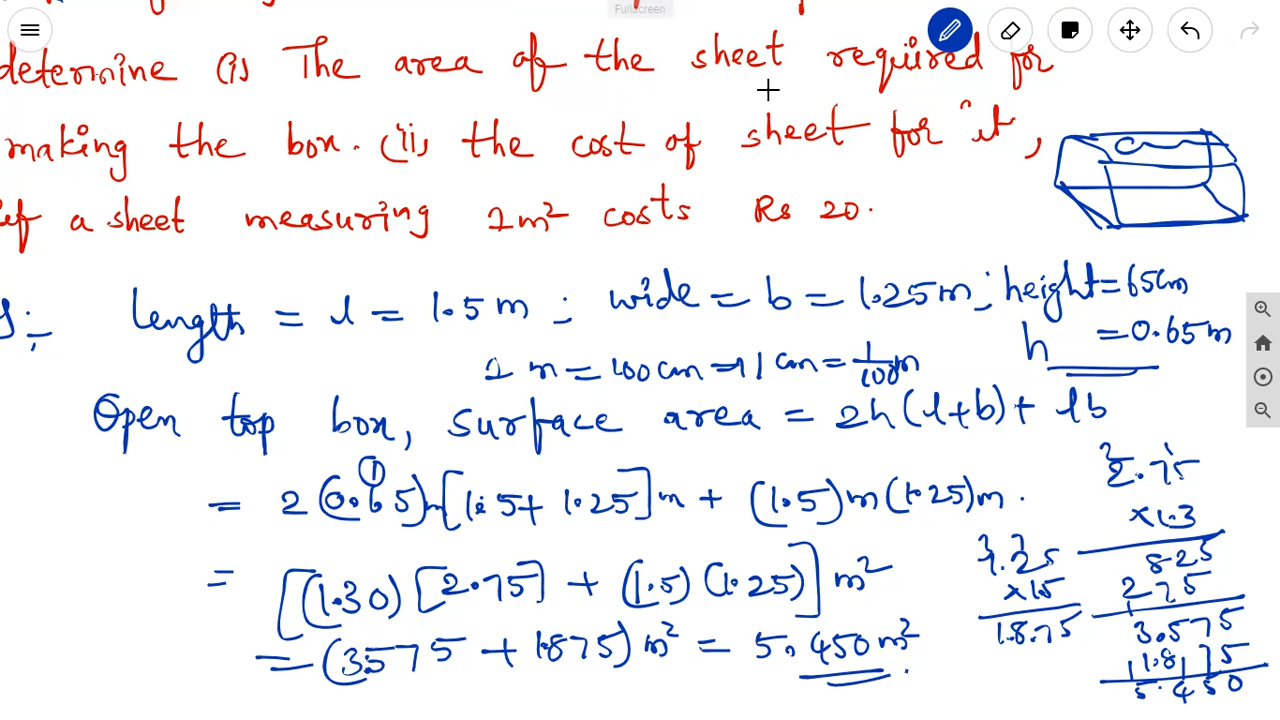 Fullscreen
determine (i) The area of the sheet required for
making the box. (ii) the cost of sheet for it,
if a sheet measuring 1m² costs Rs 20.
length = l = 1.5 m ; wide = b = 1.25m ; height = 65cm
h = 0.65m
1 m = 100 cm ⇒ 1 cm = 1/100 m
Open top box, surface area = 2h(l+b) + lb
= 2 (0.65)m [1.5 + 1.25]m + (1.5)m (1.25)m.
= [(1.30) [2.75] + (1.5) (1.25)] m²
= (3.575 + 1.875) m² = 5.450 m².
2.75
×1.3
825
275
3.575
1.875
5.450
1.25
×1.5
1.875